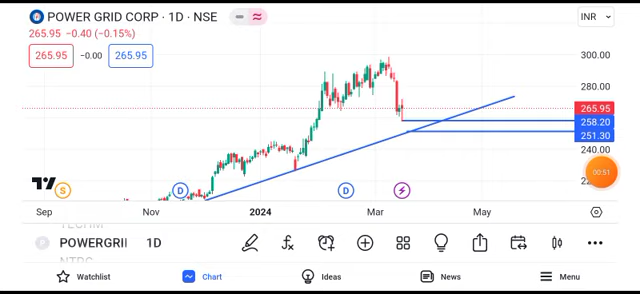 POWER GRID CORP · 1D · NSE
INR
265.95 −0.40 (−0.15%)
265.95 −0.00 265.95
300.00
280.00
265.95
258.20
251.30
240.00
00:51
S D D
Sep Nov 2024 Mar May
POWERGRI 1D
Watchlist Chart Ideas News Menu